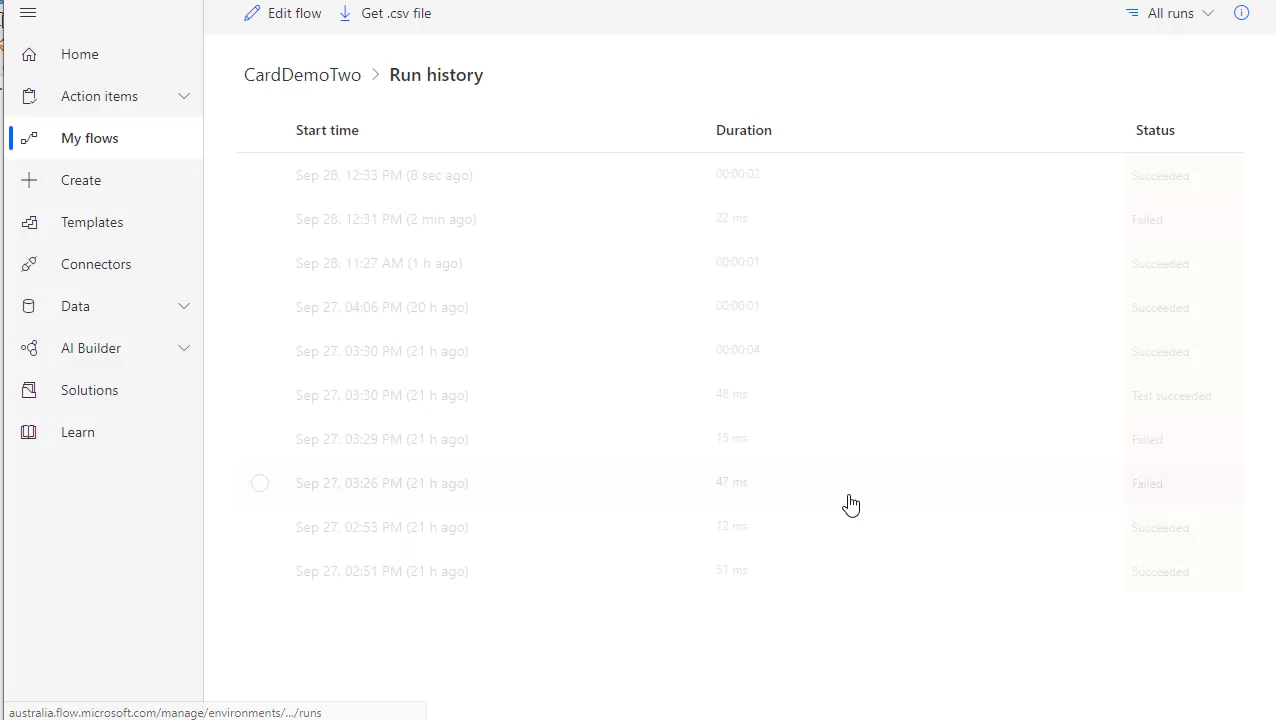 Edit flow Get .csv file All runs
Home
Action items
My flows
Create
Templates
Connectors
Data
AI Builder
Solutions
Learn
CardDemoTwo > Run history
Start time Duration Status
Sep 28, 12:33 PM (8 sec ago) 00:00:02 Succeeded
Sep 28, 12:31 PM (2 min ago) 22 ms Failed
Sep 28, 11:27 AM (1 h ago) 00:00:01 Succeeded
Sep 27, 04:06 PM (20 h ago) 00:00:01 Succeeded
Sep 27, 03:30 PM (21 h ago) 00:00:04 Succeeded
Sep 27, 03:30 PM (21 h ago) 48 ms Test succeeded
Sep 27, 03:29 PM (21 h ago) 15 ms Failed
Sep 27, 03:26 PM (21 h ago) 47 ms Failed
Sep 27, 02:53 PM (21 h ago) 12 ms Succeeded
Sep 27, 02:51 PM (21 h ago) 51 ms Succeeded
australia.flow.microsoft.com/manage/environments/.../runs